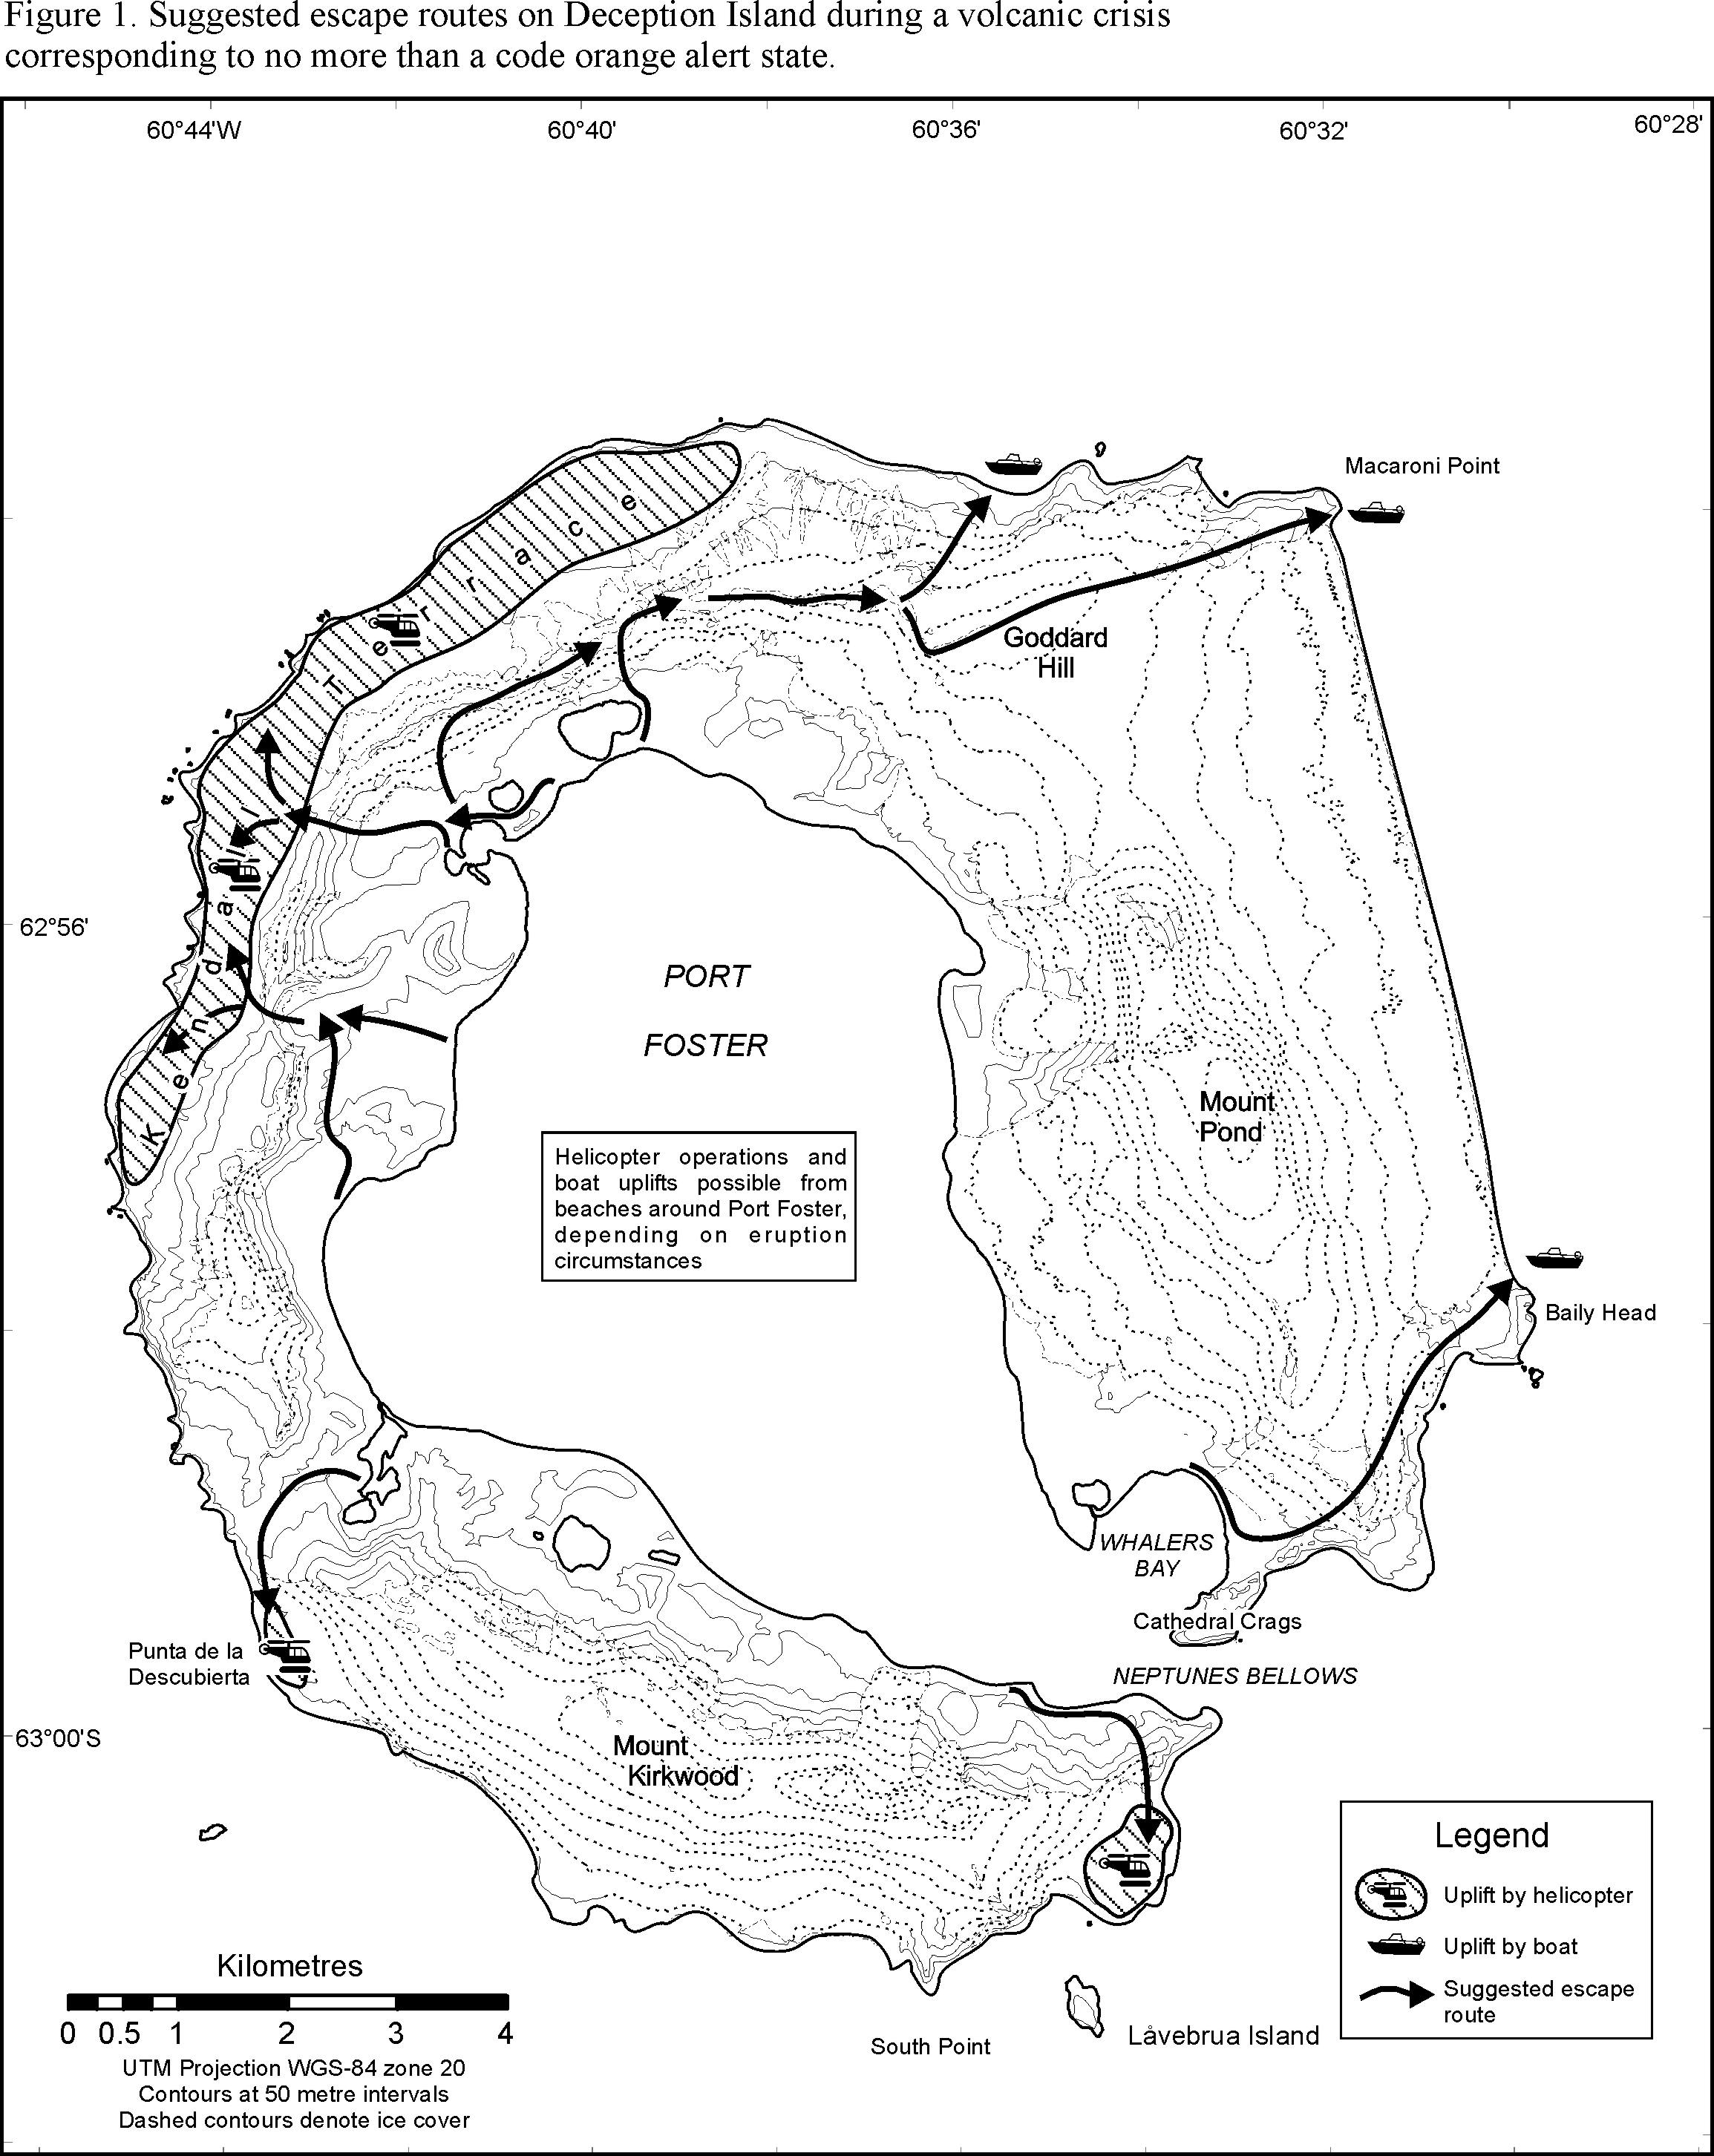 Figure 1. Suggested escape routes on Deception Island during a volcanic crisis
corresponding to no more than a code orange alert state.
60°44'W
60°40'
60°36'
60°32'
60°28'
Macaroni Point
Kendall Terrace
Goddard
Hill
62°56'
PORT
FOSTER
Mount
Pond
Helicopter operations and
boat uplifts possible from
beaches around Port Foster,
depending on eruption
circumstances
Baily Head
WHALERS
BAY
Cathedral Crags
NEPTUNES BELLOWS
Punta de la
Descubierta
63°00'S
Mount
Kirkwood
South Point
Låvebrua Island
Legend
Uplift by helicopter
Uplift by boat
Suggested escape
route
Kilometres
0 0.5 1 2 3 4
UTM Projection WGS-84 zone 20
Contours at 50 metre intervals
Dashed contours denote ice cover